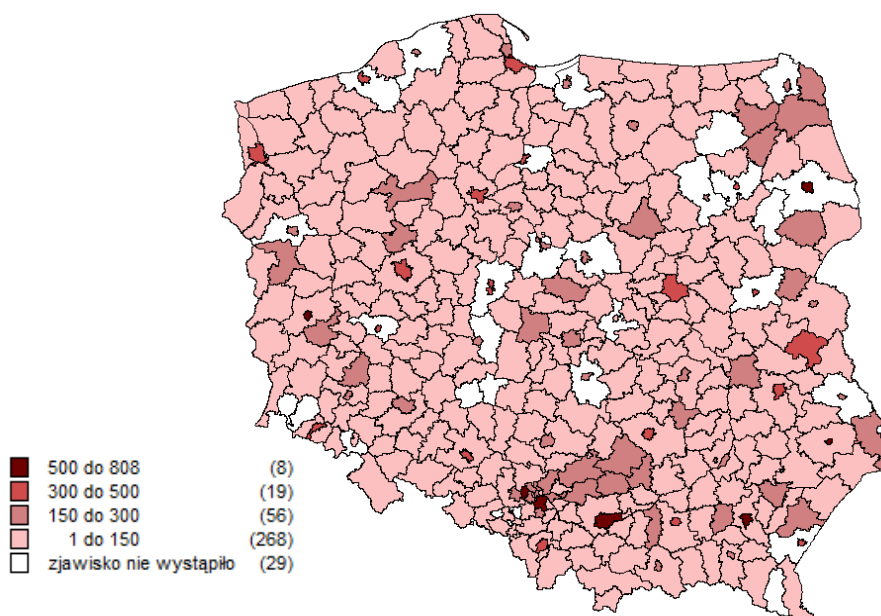 500 do 808 (8)
300 do 500 (19)
150 do 300 (56)
1 do 150 (268)
zjawisko nie wystąpiło (29)